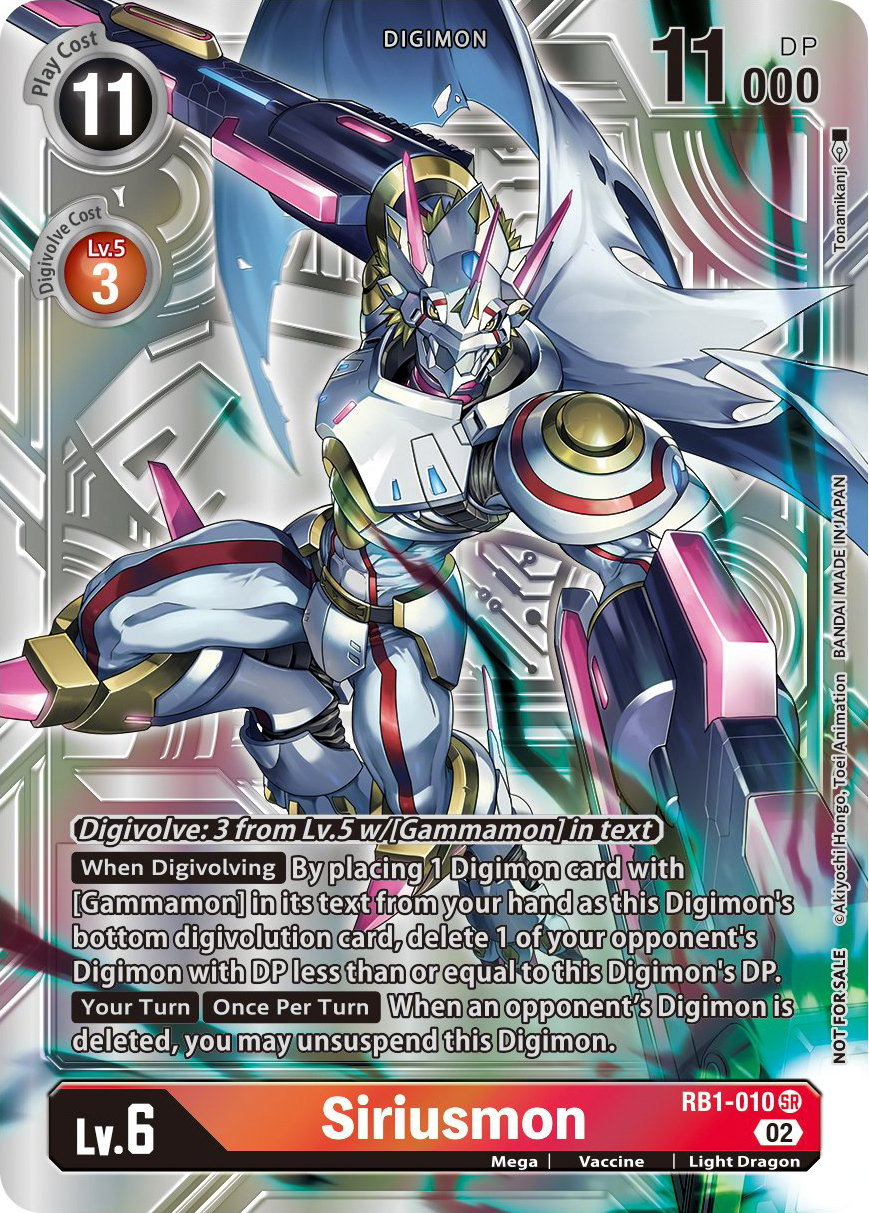 DIGIMON
Play Cost
11
11000
DP
Digivolve Cost
Lv.5
3
Tonamikanji
BANDAI MADE IN JAPAN
©Akiyoshi Hongo, Toei Animation
NOT FOR SALE
Digivolve: 3 from Lv.5 w/[Gammamon] in text
When Digivolving By placing 1 Digimon card with
[Gammamon] in its text from your hand as this Digimon's
bottom digivolution card, delete 1 of your opponent's
Digimon with DP less than or equal to this Digimon's DP.
Your Turn Once Per Turn When an opponent's Digimon is
deleted, you may unsuspend this Digimon.
Lv.6
Siriusmon
RB1-010 SR
02
Mega | Vaccine | Light Dragon